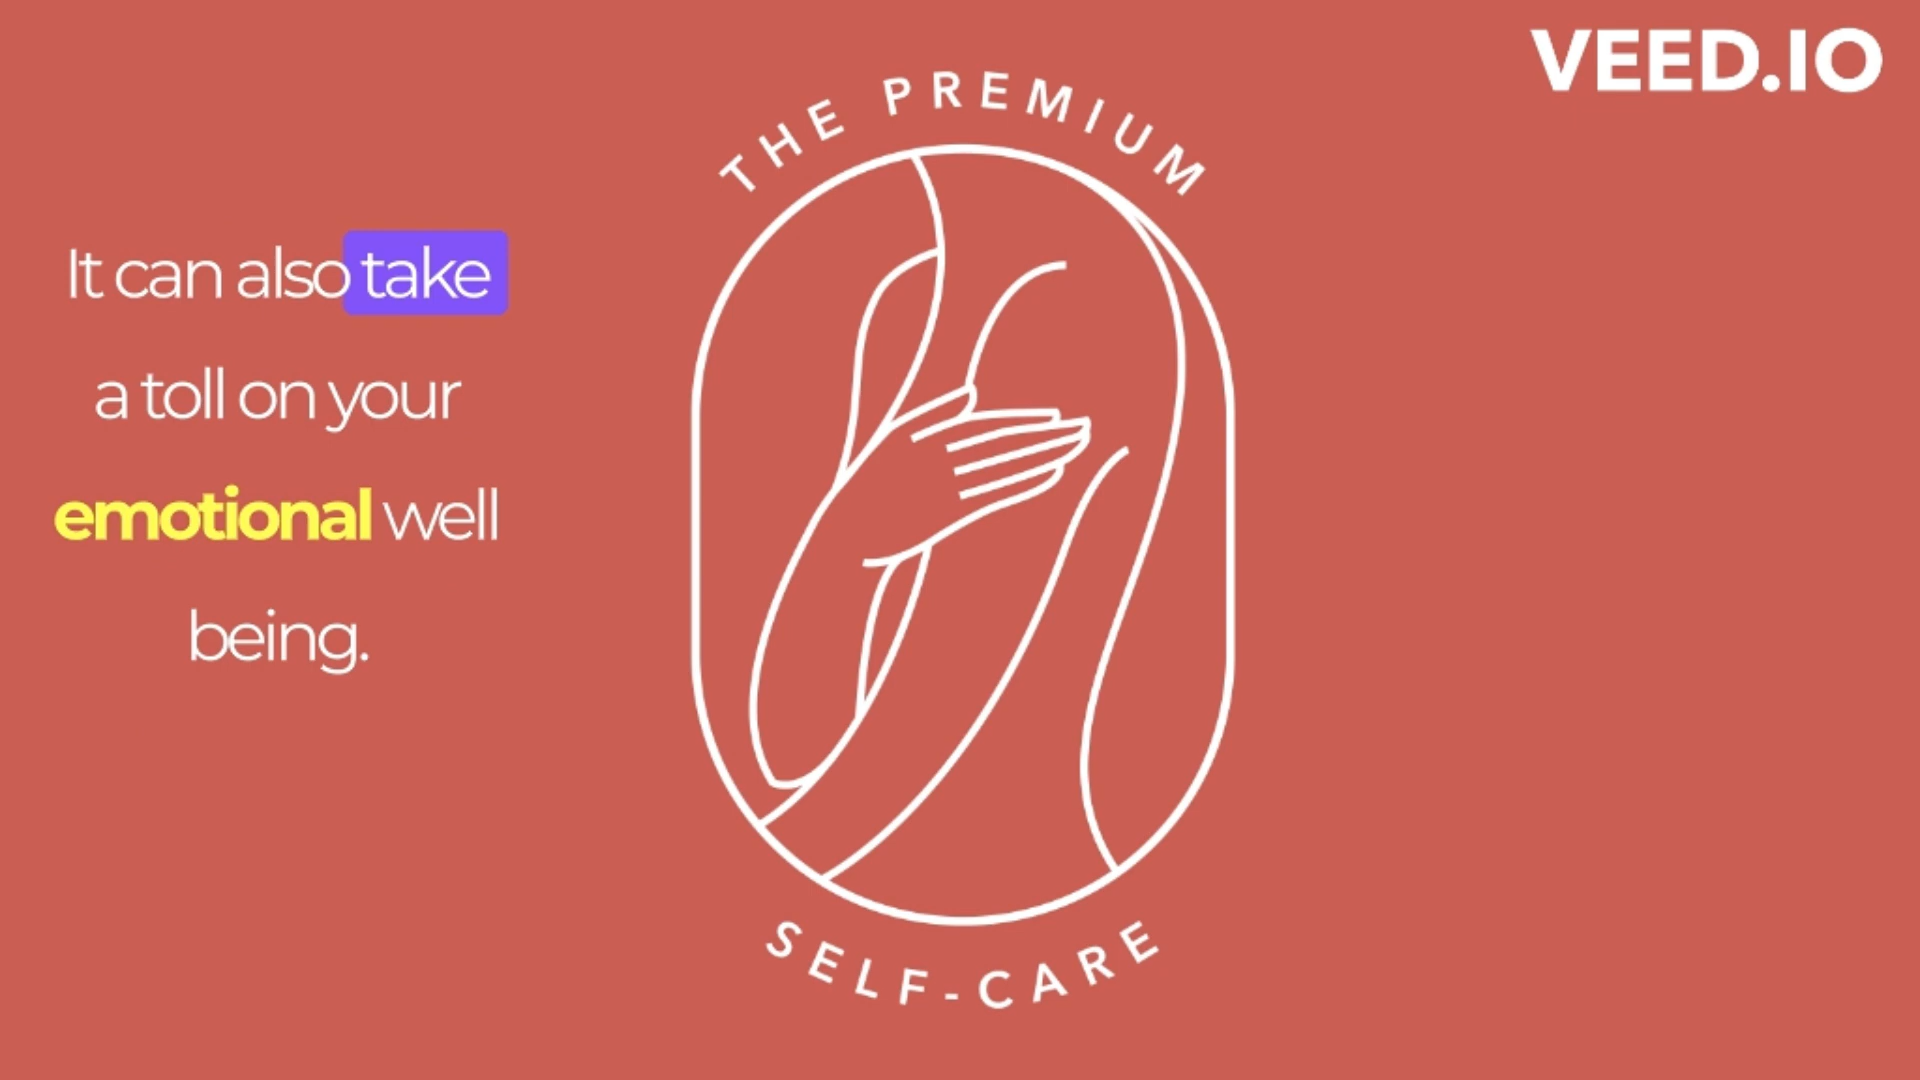 VEED.IO
THE PREMIUM
It can also take
a toll on your
emotional well
being.
SELF-CARE